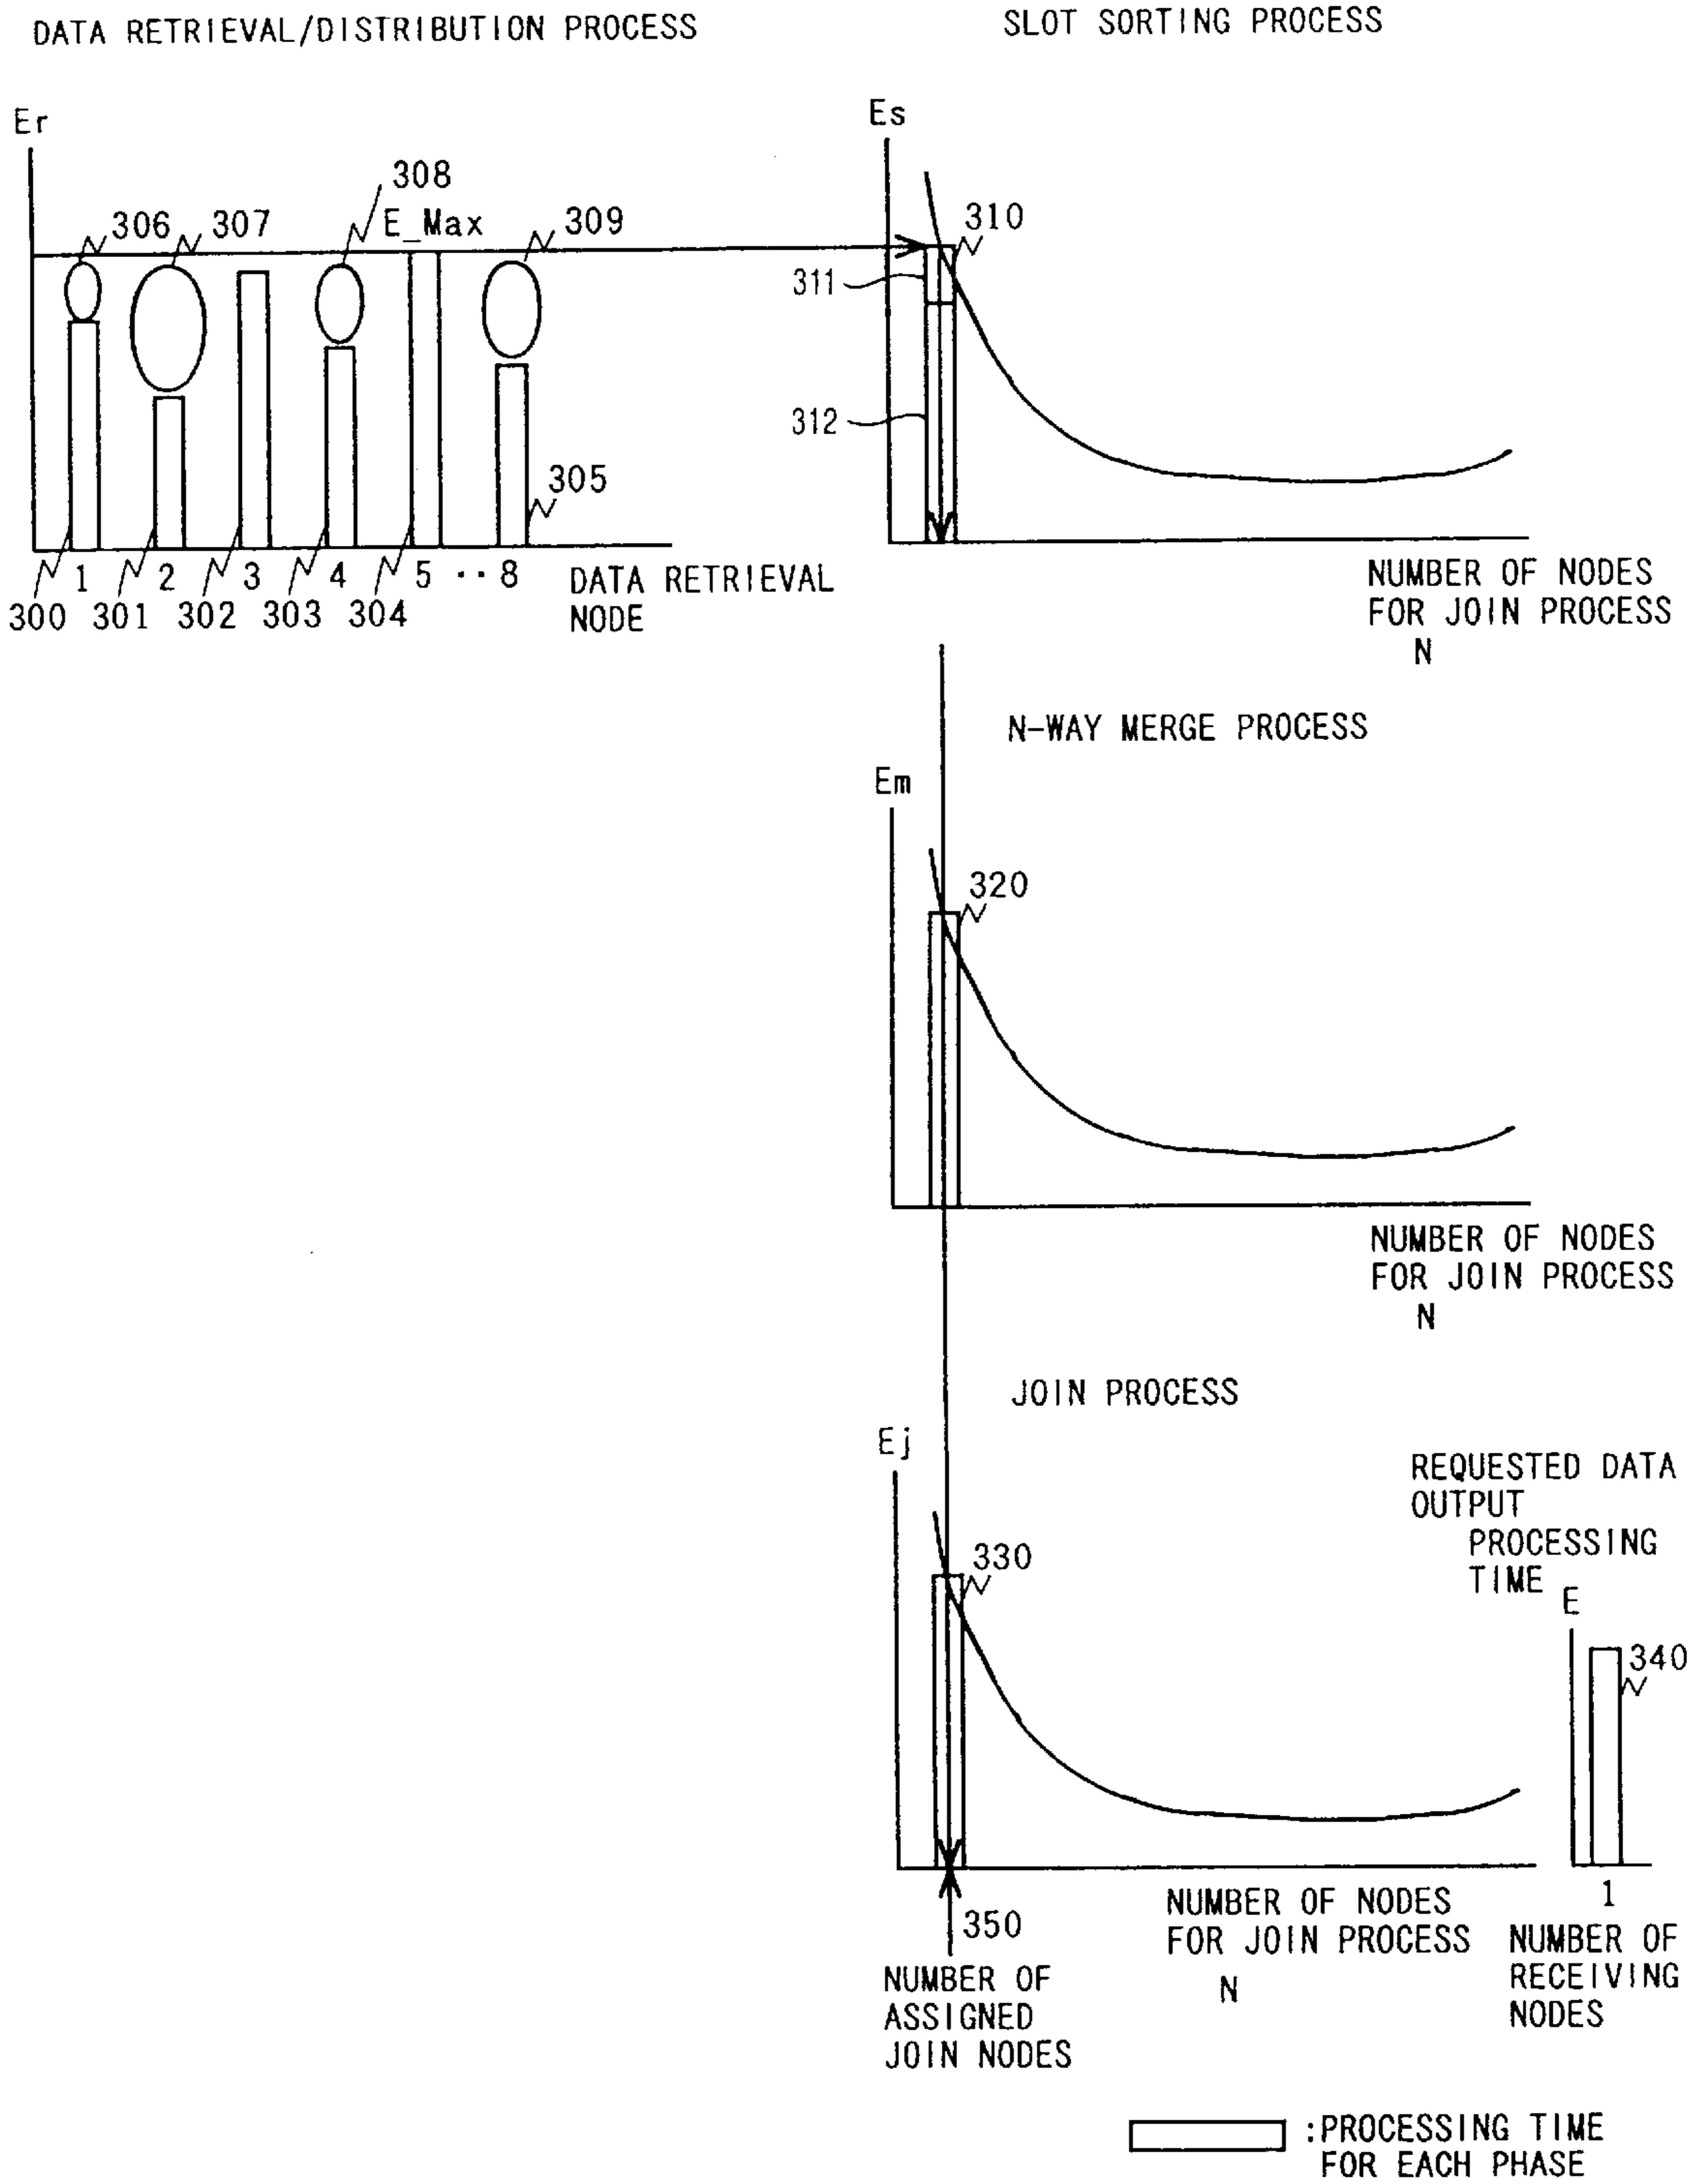 DATA RETRIEVAL/DISTRIBUTION PROCESS
SLOT SORTING PROCESS
Er
Es
308
306
307
E_Max
309
310
311
312
305
1
2
3
4
5
··
8
DATA RETRIEVAL
NODE
300
301
302
303
304
NUMBER OF NODES
FOR JOIN PROCESS
N
N-WAY MERGE PROCESS
Em
320
NUMBER OF NODES
FOR JOIN PROCESS
N
JOIN PROCESS
Ej
REQUESTED DATA
OUTPUT
PROCESSING
TIME
E
330
340
1
350
NUMBER OF
ASSIGNED
JOIN NODES
NUMBER OF NODES
FOR JOIN PROCESS
N
NUMBER OF
RECEIVING
NODES
:PROCESSING TIME
FOR EACH PHASE